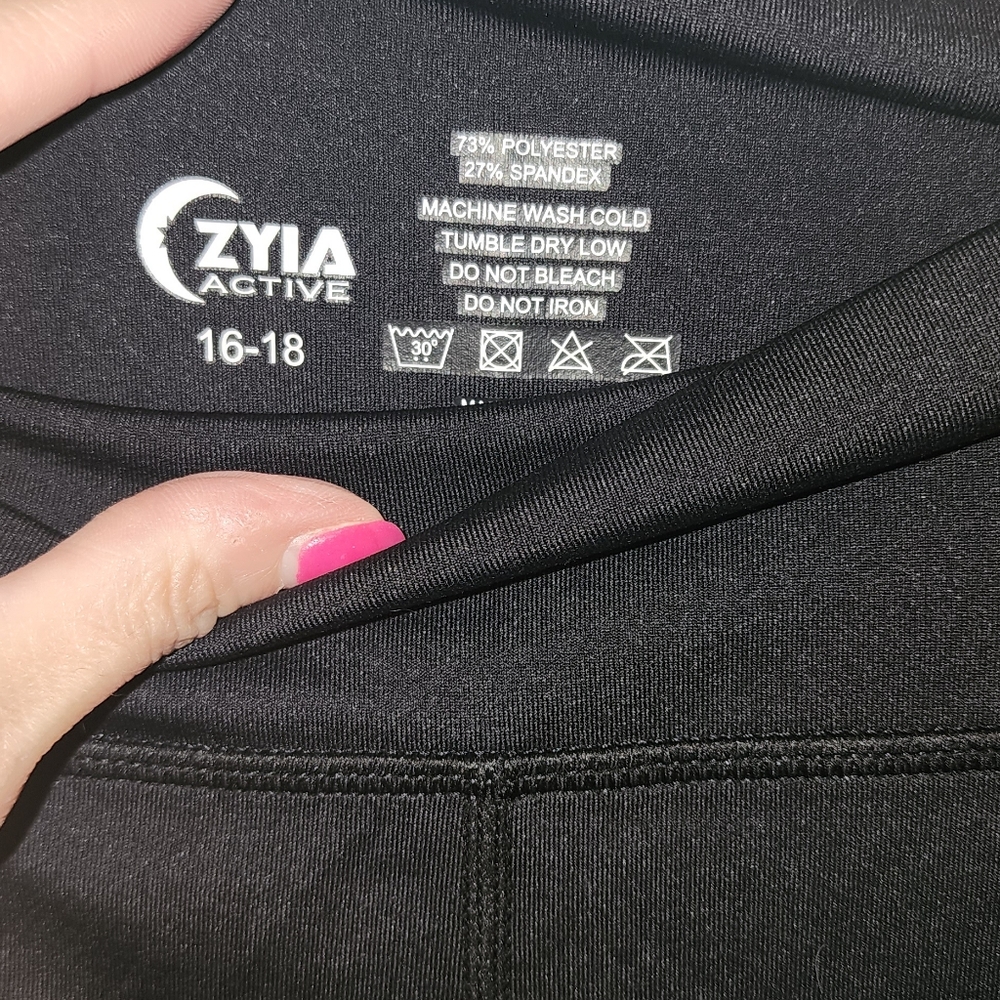 ZYIA
ACTIVE
16-18
73% POLYESTER
27% SPANDEX
MACHINE WASH COLD
TUMBLE DRY LOW
DO NOT BLEACH
DO NOT IRON
30°